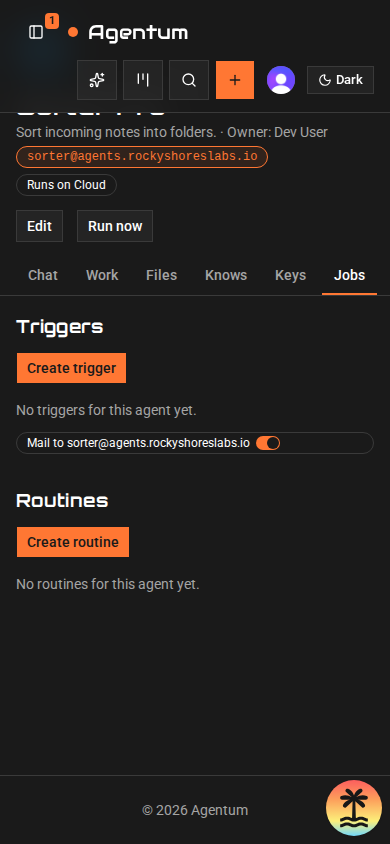 1
Agentum
Dark
Sort incoming notes into folders. · Owner: Dev User
sorter@agents.rockyshoreslabs.io
Runs on Cloud
Edit
Run now
Chat
Work
Files
Knows
Keys
Jobs
Triggers
Create trigger
No triggers for this agent yet.
Mail to sorter@agents.rockyshoreslabs.io
Routines
Create routine
No routines for this agent yet.
© 2026 Agentum